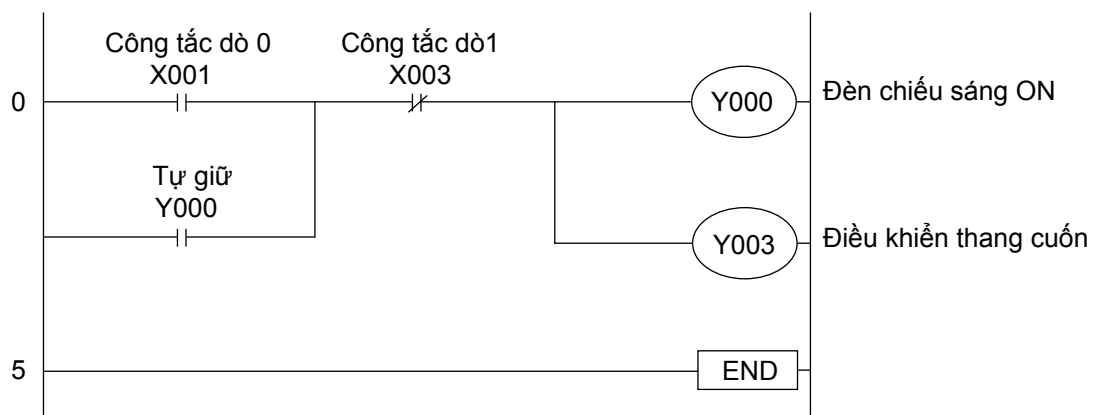 Công tắc dò 0
Công tắc dò1
X001
X003
0
Y000
Đèn chiếu sáng ON
Tự giữ
Y000
Y003
Điều khiển thang cuốn
5
END